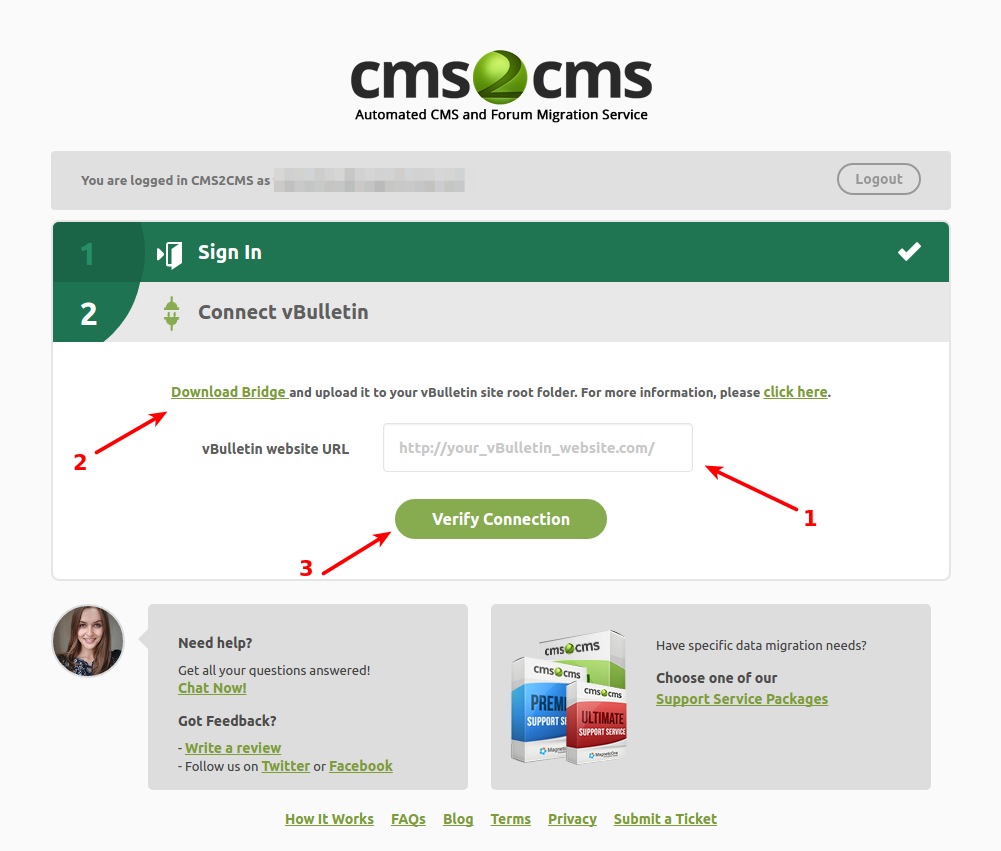 cms2cms
Automated CMS and Forum Migration Service
You are logged in CMS2CMS as
Logout
1 Sign In
2 Connect vBulletin
Download Bridge and upload it to your vBulletin site root folder. For more information, please click here.
2
vBulletin website URL http://your_vBulletin_website.com/
1
Verify Connection
3
Need help?
Get all your questions answered!
Chat Now!
Got Feedback?
- Write a review
- Follow us on Twitter or Facebook
cms2cms
cms2cms
PREMI
SUPPORT SE
cms2cms
ULTIMATE
SUPPORT SERVICE
MagneticOne
Have specific data migration needs?
Choose one of our
Support Service Packages
How It Works FAQs Blog Terms Privacy Submit a Ticket